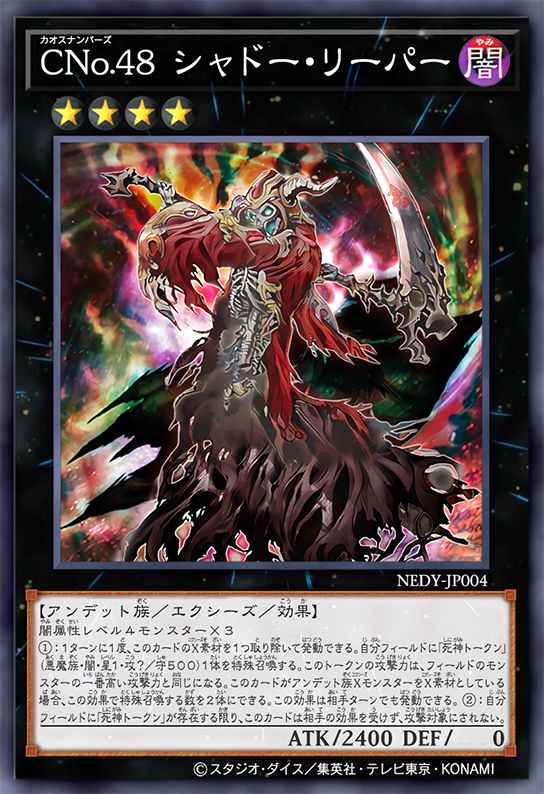 カオスナンバーズ
CNo.48 シャドー・リーパー
やみ
闇
NEDY-JP004
【アンデット族／エクシーズ／効果】
闇属性レベル4モンスター×3
①：1ターンに1度、このカードのX素材を1つ取り除いて発動できる。自分フィールドに「死神トークン」
（悪魔族・闇・星1・攻?／守500）1体を特殊召喚する。このトークンの攻撃力は、フィールドのモン
スターの一番高い攻撃力と同じになる。このカードがアンデット族XモンスターをX素材としている
場合、この効果で特殊召喚する数を2体にできる。この効果は相手ターンでも発動できる。②：自分
フィールドに「死神トークン」が存在する限り、このカードは相手の効果を受けず、攻撃対象にされない。
ATK/2400 DEF/ 0
©スタジオ・ダイス／集英社・テレビ東京・KONAMI